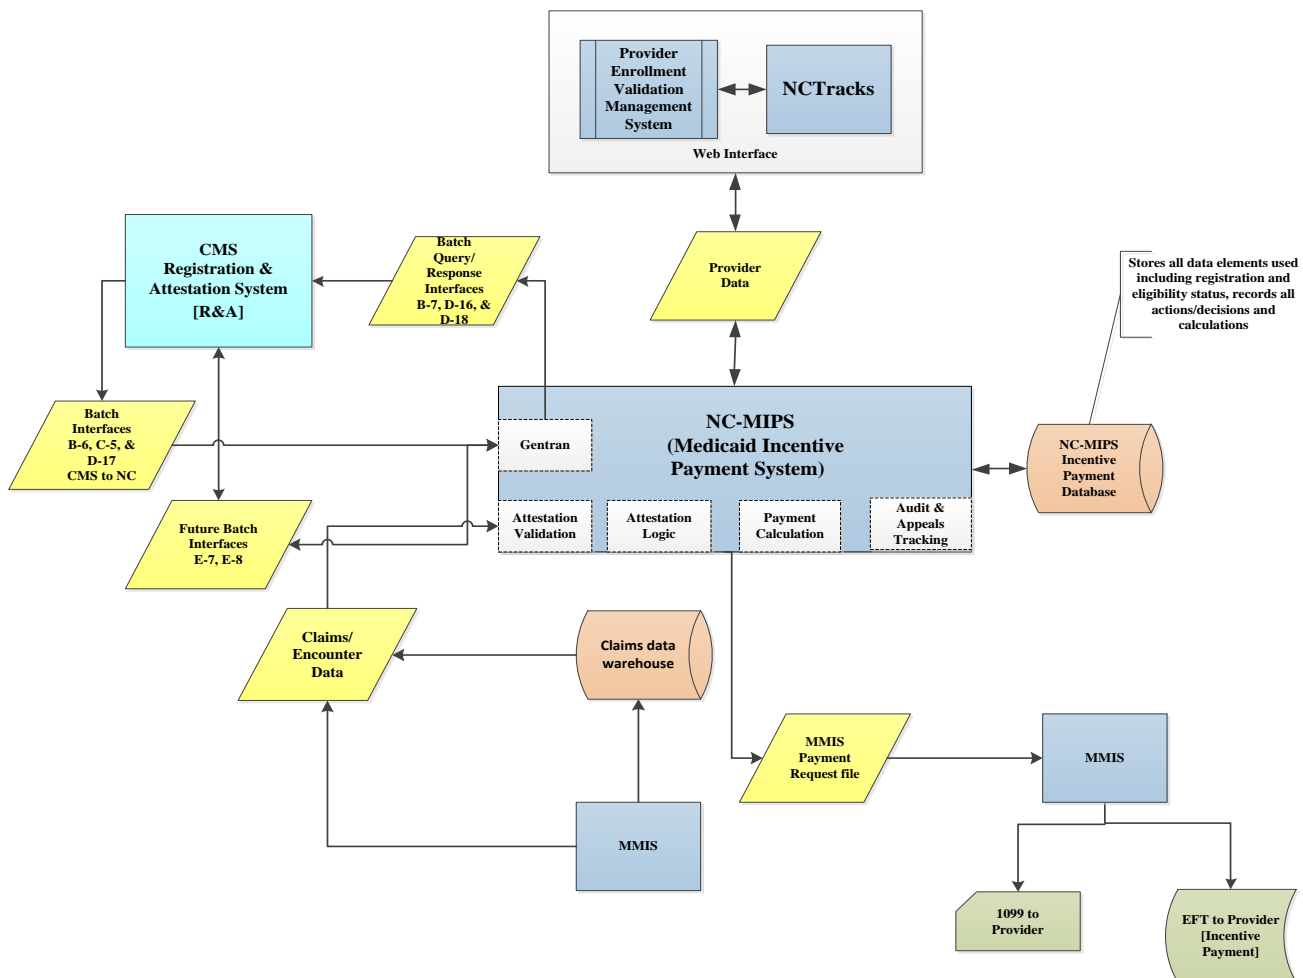 Provider
Enrollment
Validation
Management
System
NCTracks
Web Interface
CMS
Registration &
Attestation System
[R&A]
Batch
Query/
Response
Interfaces
B-7, D-16, &
D-18
Provider
Data
Stores all data elements used
including registration and
eligibility status, records all
actions/decisions and
calculations
Batch
Interfaces
B-6, C-5, &
D-17
CMS to NC
Gentran
NC-MIPS
(Medicaid Incentive
Payment System)
NC-MIPS
Incentive
Payment
Database
Future Batch
Interfaces
E-7, E-8
Attestation
Validation
Attestation
Logic
Payment
Calculation
Audit &
Appeals
Tracking
Claims/
Encounter
Data
Claims data
warehouse
MMIS
Payment
Request file
MMIS
MMIS
1099 to
Provider
EFT to Provider
[Incentive
Payment]